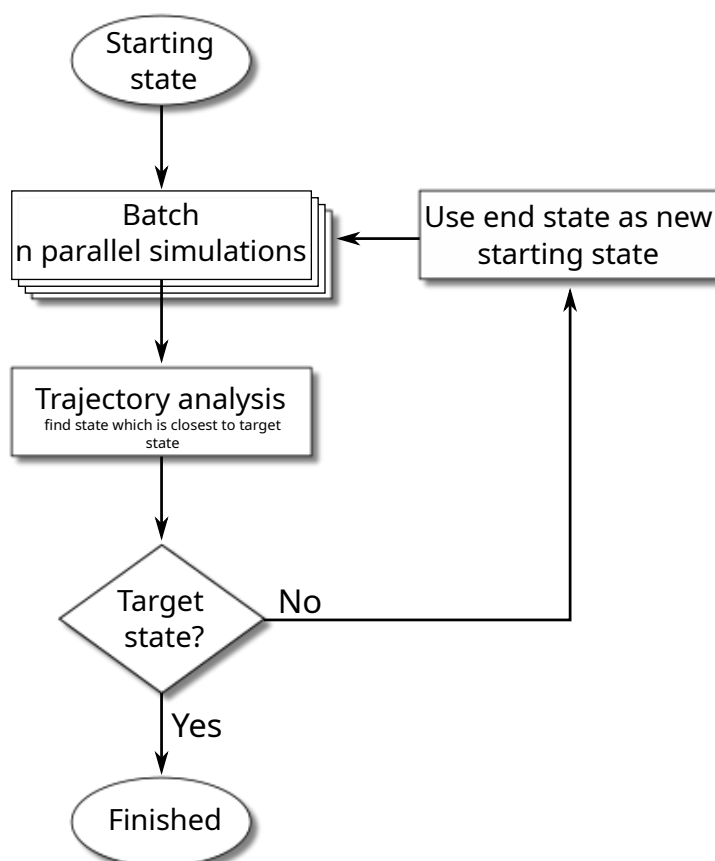 Starting
state
Batch
n parallel simulations
Use end state as new
starting state
Trajectory analysis
find state which is closest to target
state
Target
state?
No
Yes
Finished